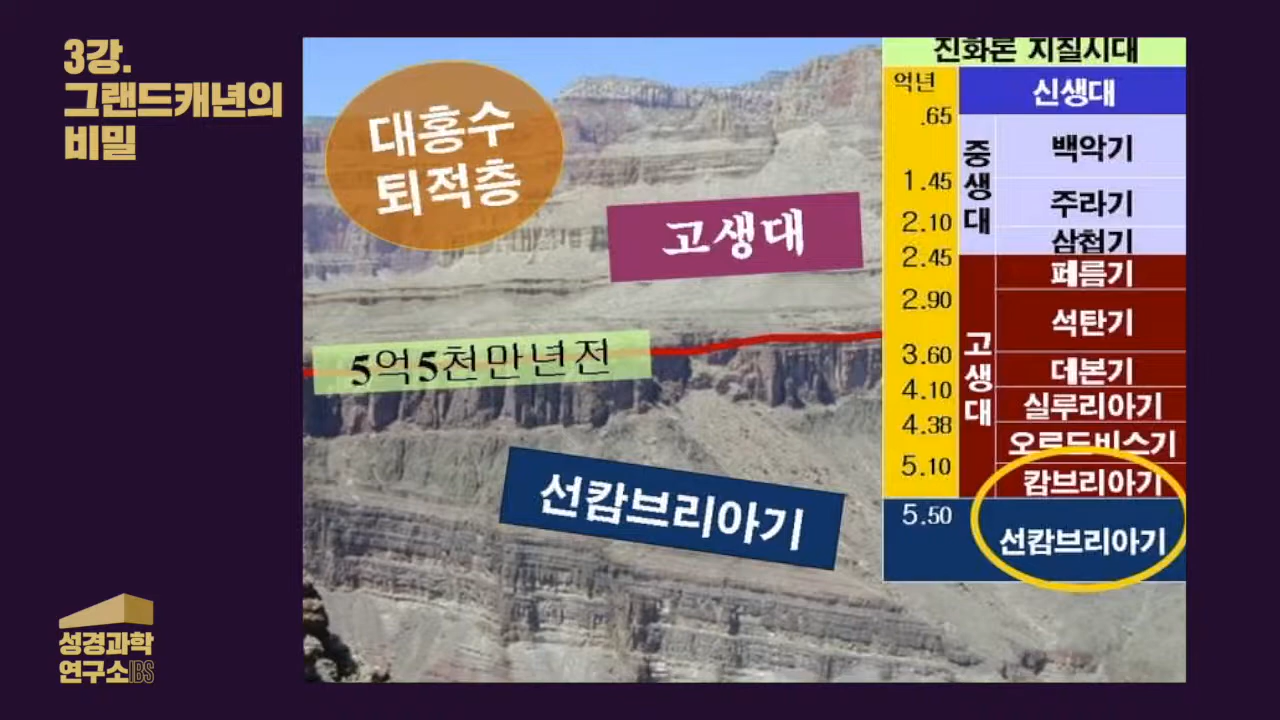 3강.
그랜드캐년의
비밀
대홍수
퇴적층
고생대
5억5천만년전
선캄브리아기
진화론 지질시대
억년
신생대
.65
중생대
백악기
1.45
주라기
2.10
삼첩기
2.45
고생대
페름기
2.90
석탄기
3.60
데본기
4.10
실루리아기
4.38
오르도비스기
5.10
캄브리아기
5.50
선캄브리아기
성경과학
연구소IBS